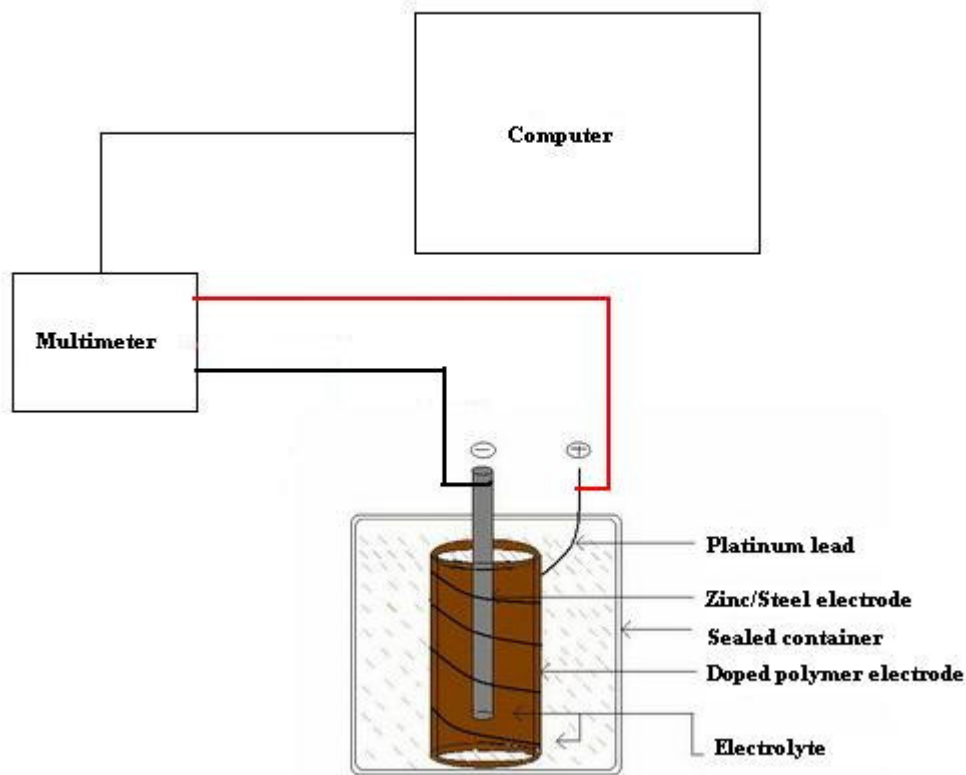 Computer
Multimeter
Platinum lead
Zinc/Steel electrode
Sealed container
Doped polymer electrode
Electrolyte